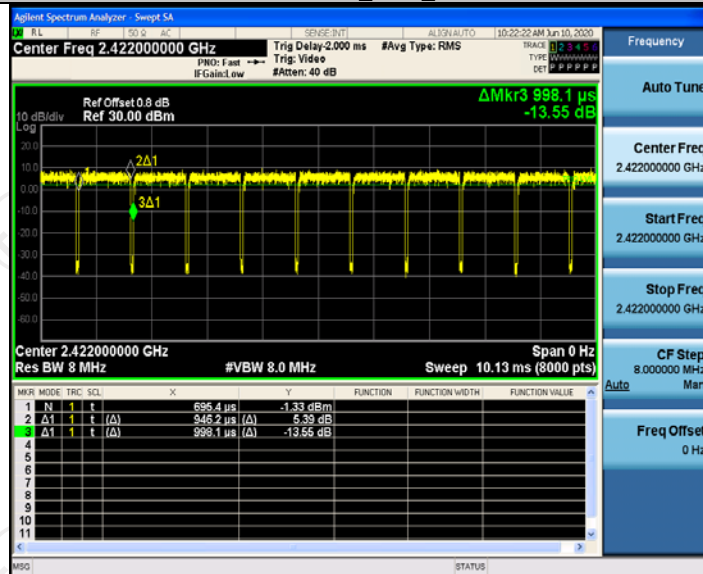 Agilent Spectrum Analyzer - Swept SA
RL RF 50 Ω AC SENSE:INT ALIGN AUTO 10:22:22 AM Jun 10, 2020
Center Freq 2.422000000 GHz
PNO: Fast
IFGain:Low
Trig Delay-2.000 ms
Trig: Video
#Atten: 40 dB
#Avg Type: RMS
TRACE 1 2 3 4 5 6
TYPE
DET P P P P P P
Frequency
Auto Tune
Center Freq
2.422000000 GHz
Start Freq
2.422000000 GHz
Stop Freq
2.422000000 GHz
CF Step
8.000000 MHz
Auto Man
Freq Offset
0 Hz
ΔMkr3 998.1 µs
-13.55 dB
Ref Offset 0.8 dB
10 dB/div Ref 30.00 dBm
Log
20.0
10.0
0.00
-10.0
-20.0
-30.0
-40.0
-50.0
-60.0
1
2Δ1
3Δ1
Center 2.422000000 GHz Span 0 Hz
Res BW 8 MHz #VBW 8.0 MHz Sweep 10.13 ms (8000 pts)
MKR MODE TRC SCL X Y FUNCTION FUNCTION WIDTH FUNCTION VALUE
1 N 1 t 695.4 µs -1.33 dBm
2 Δ1 1 t (Δ) 946.2 µs (Δ) 5.39 dB
3 Δ1 1 t (Δ) 998.1 µs (Δ) -13.55 dB
4
5
6
7
8
9
10
11
MSG STATUS